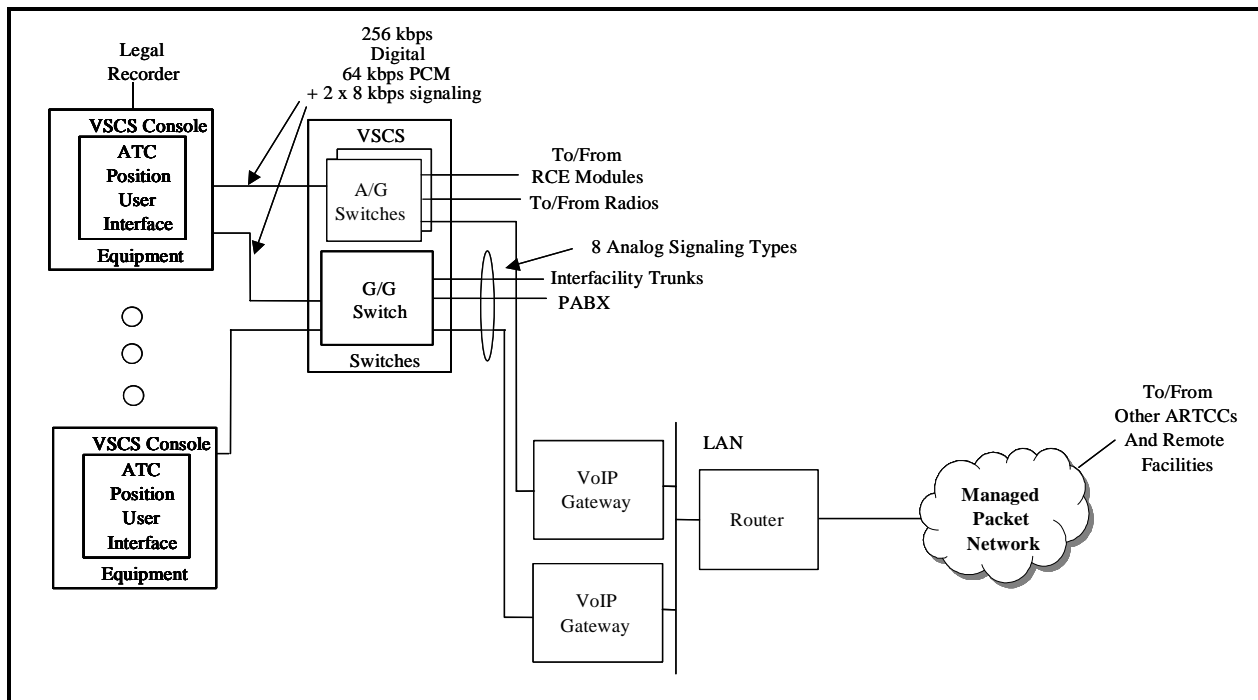 256 kbps
Digital
64 kbps PCM
+ 2 x 8 kbps signaling
Legal
Recorder
VSCS Console
ATC
Position
User
Interface
Equipment
VSCS
A/G
Switches
G/G
Switch
Switches
To/From
RCE Modules
To/From Radios
8 Analog Signaling Types
Interfacility Trunks
PABX
VSCS Console
ATC
Position
User
Interface
Equipment
VoIP
Gateway
VoIP
Gateway
LAN
Router
Managed
Packet
Network
To/From
Other ARTCCs
And Remote
Facilities